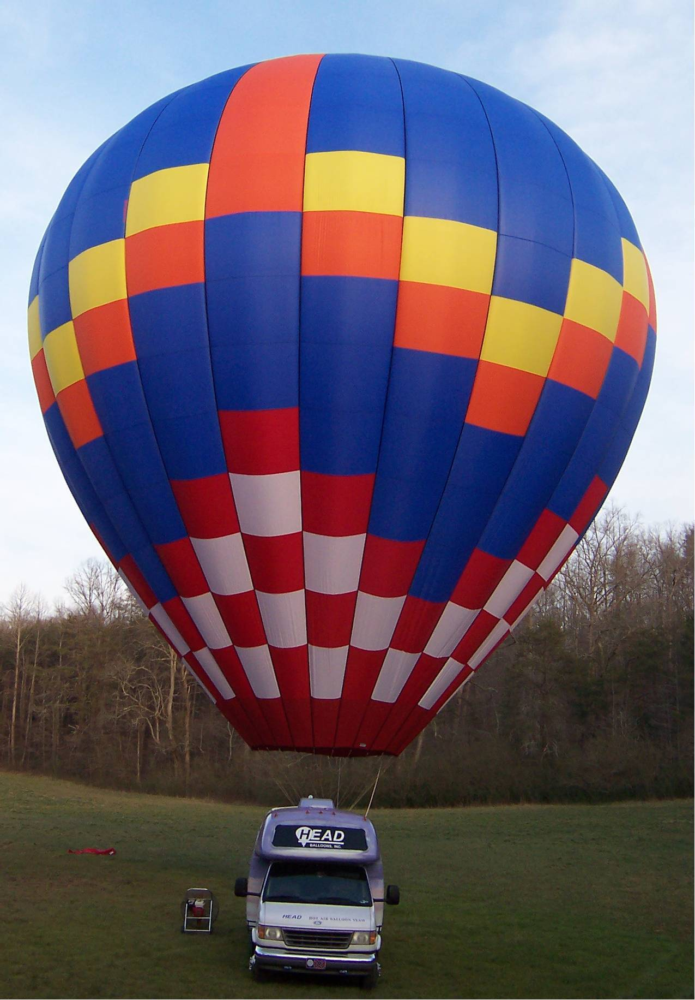 HEAD
BALLOONS, INC.
HEAD HOT AIR BALLOON TEAM